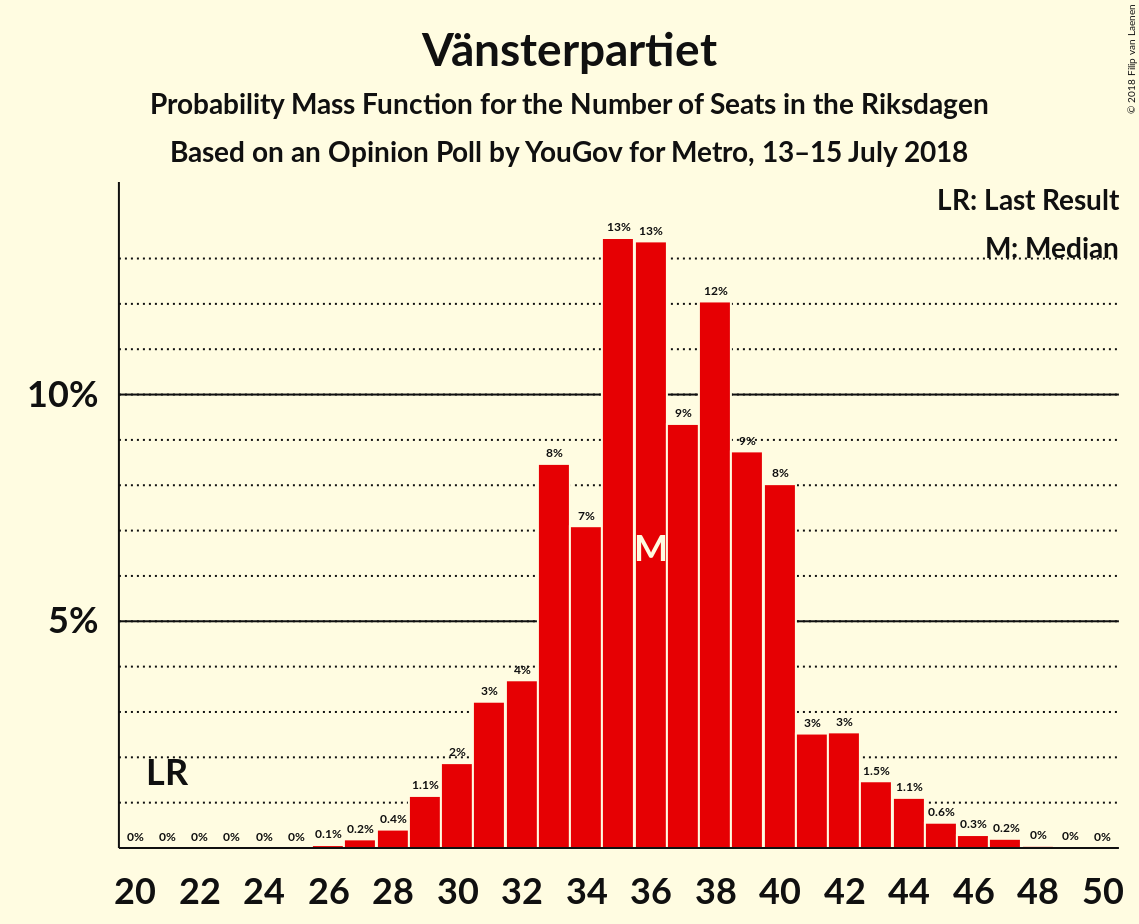 Vänsterpartiet
Probability Mass Function for the Number of Seats in the Riksdagen
Based on an Opinion Poll by YouGov for Metro, 13–15 July 2018
© 2018 Filip van Laenen
LR: Last Result
M: Median
10%
5%
0% 0% 0% 0% 0% 0% 0.1% 0.2% 0.4% 1.1% 2% 3% 4% 8% 7% 13% 13% 9% 12% 9% 8% 3% 3% 1.5% 1.1% 0.6% 0.3% 0.2% 0% 0% 0%
M
LR
20 22 24 26 28 30 32 34 36 38 40 42 44 46 48 50